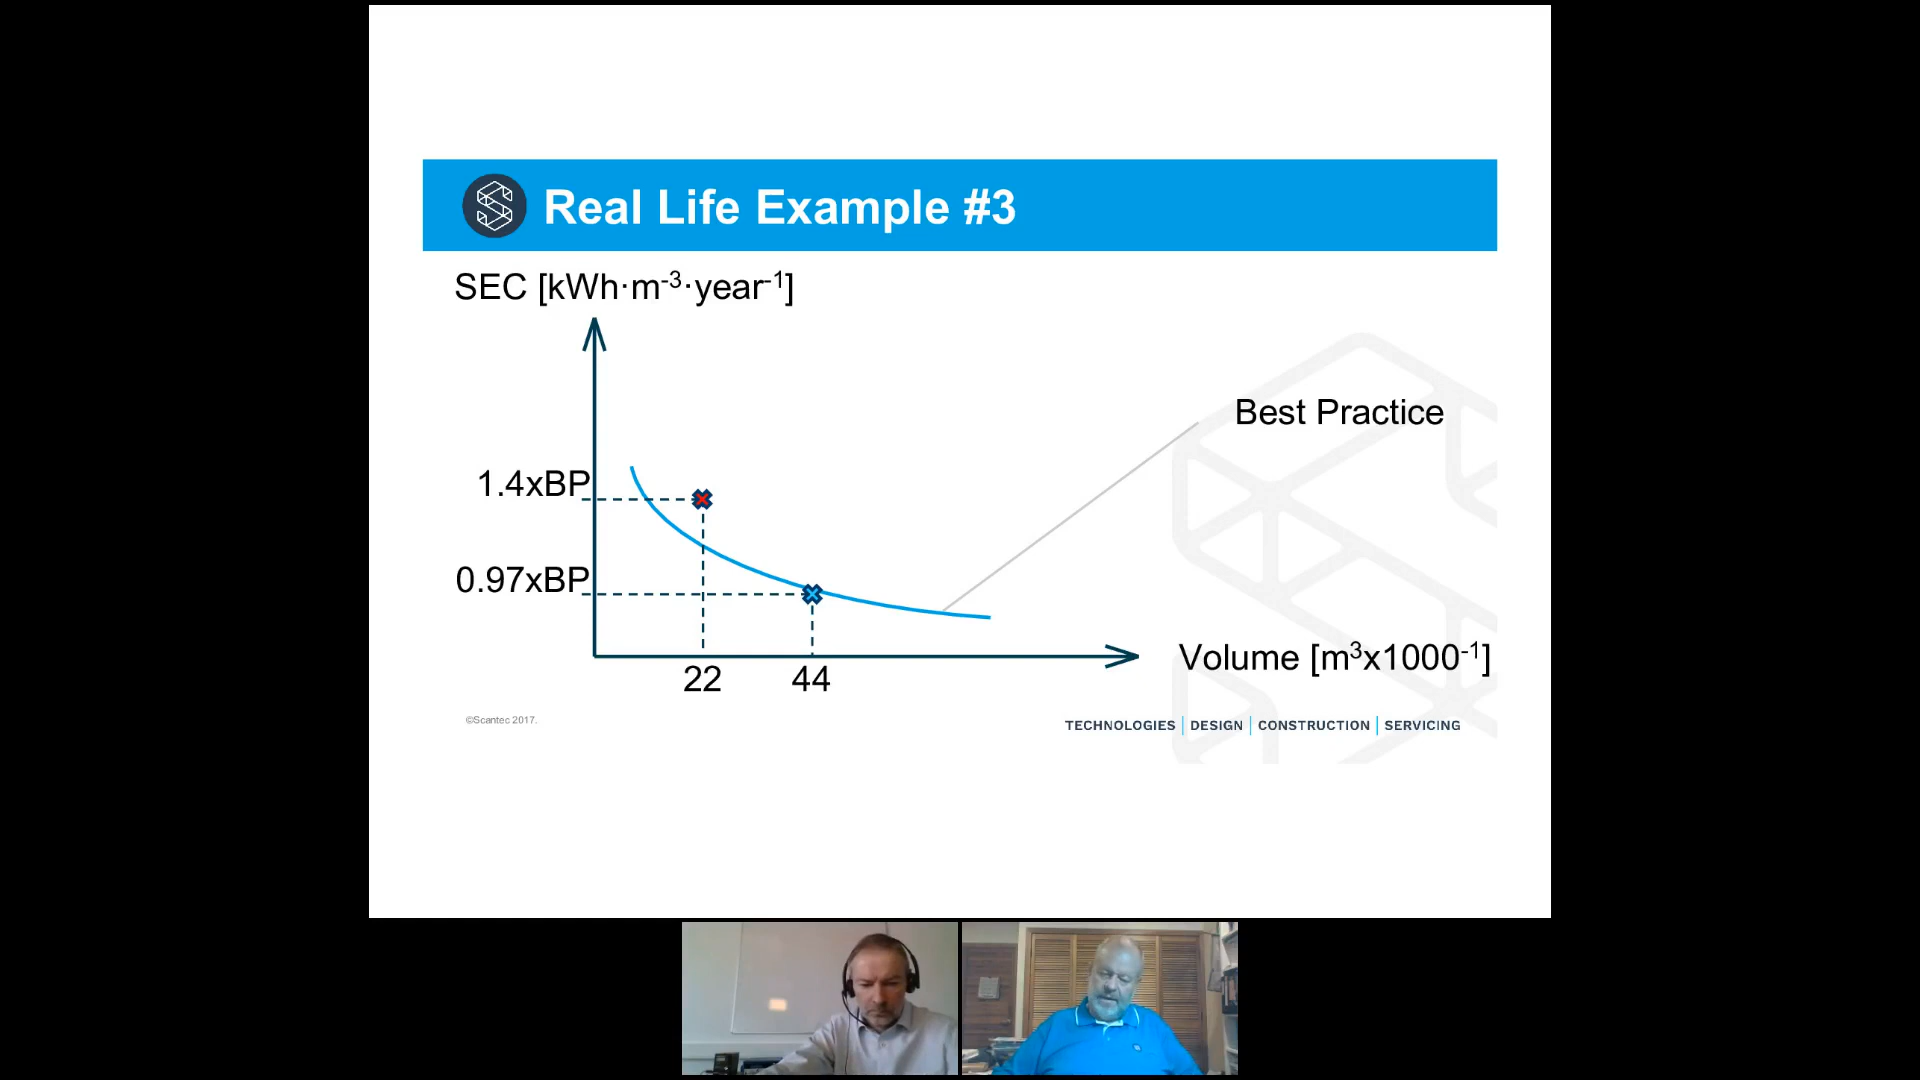 Real Life Example #3
SEC [kWh·m⁻³·year⁻¹]
Best Practice
1.4xBP
0.97xBP
22 44
Volume [m³x1000⁻¹]
©Scantec 2017.
TECHNOLOGIES | DESIGN | CONSTRUCTION | SERVICING